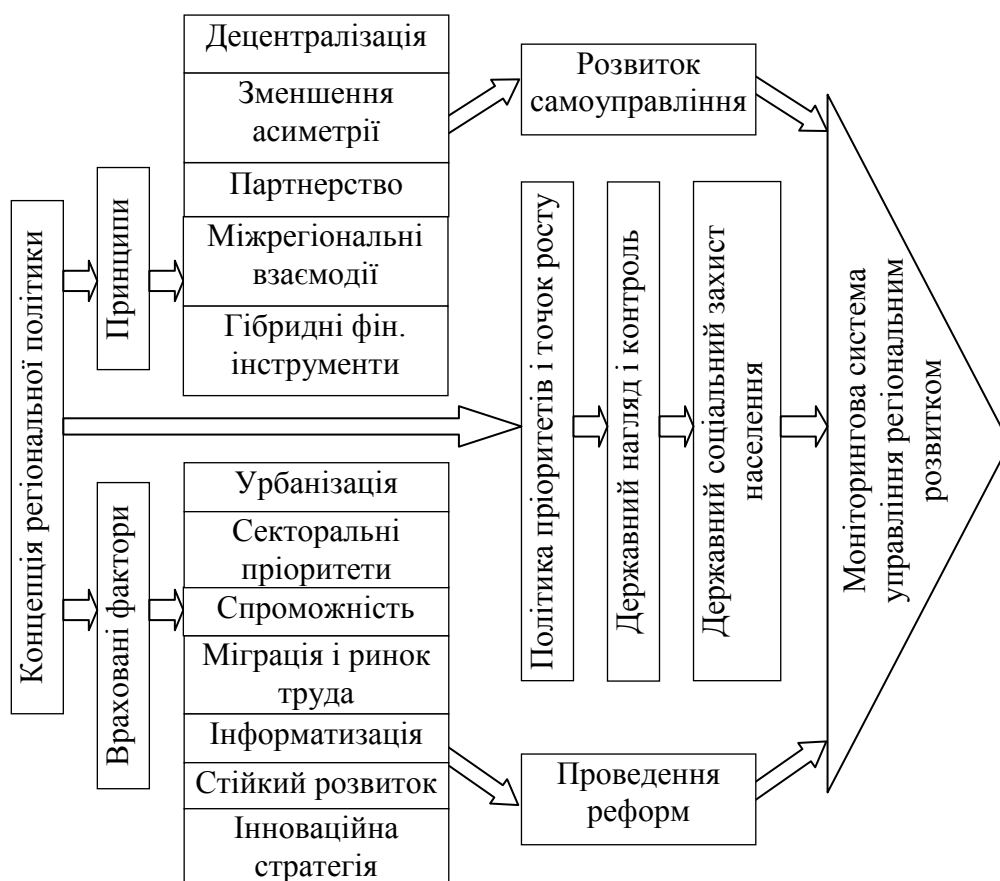 Концепція регіональної політики
Принципи
Децентралізація
Зменшення
асиметрії
Партнерство
Міжрегіональні
взаємодії
Гібридні фін.
інструменти
Розвиток
самоуправління
Політика пріоритетів і точок росту
Державний нагляд і контроль
Державний соціальний захист
населення
Моніторингова система
управління регіональним
розвитком
Враховані фактори
Урбанізація
Секторальні
пріоритети
Спроможність
Міграція і ринок
труда
Інформатизація
Стійкий розвиток
Інноваційна
стратегія
Проведення
реформ